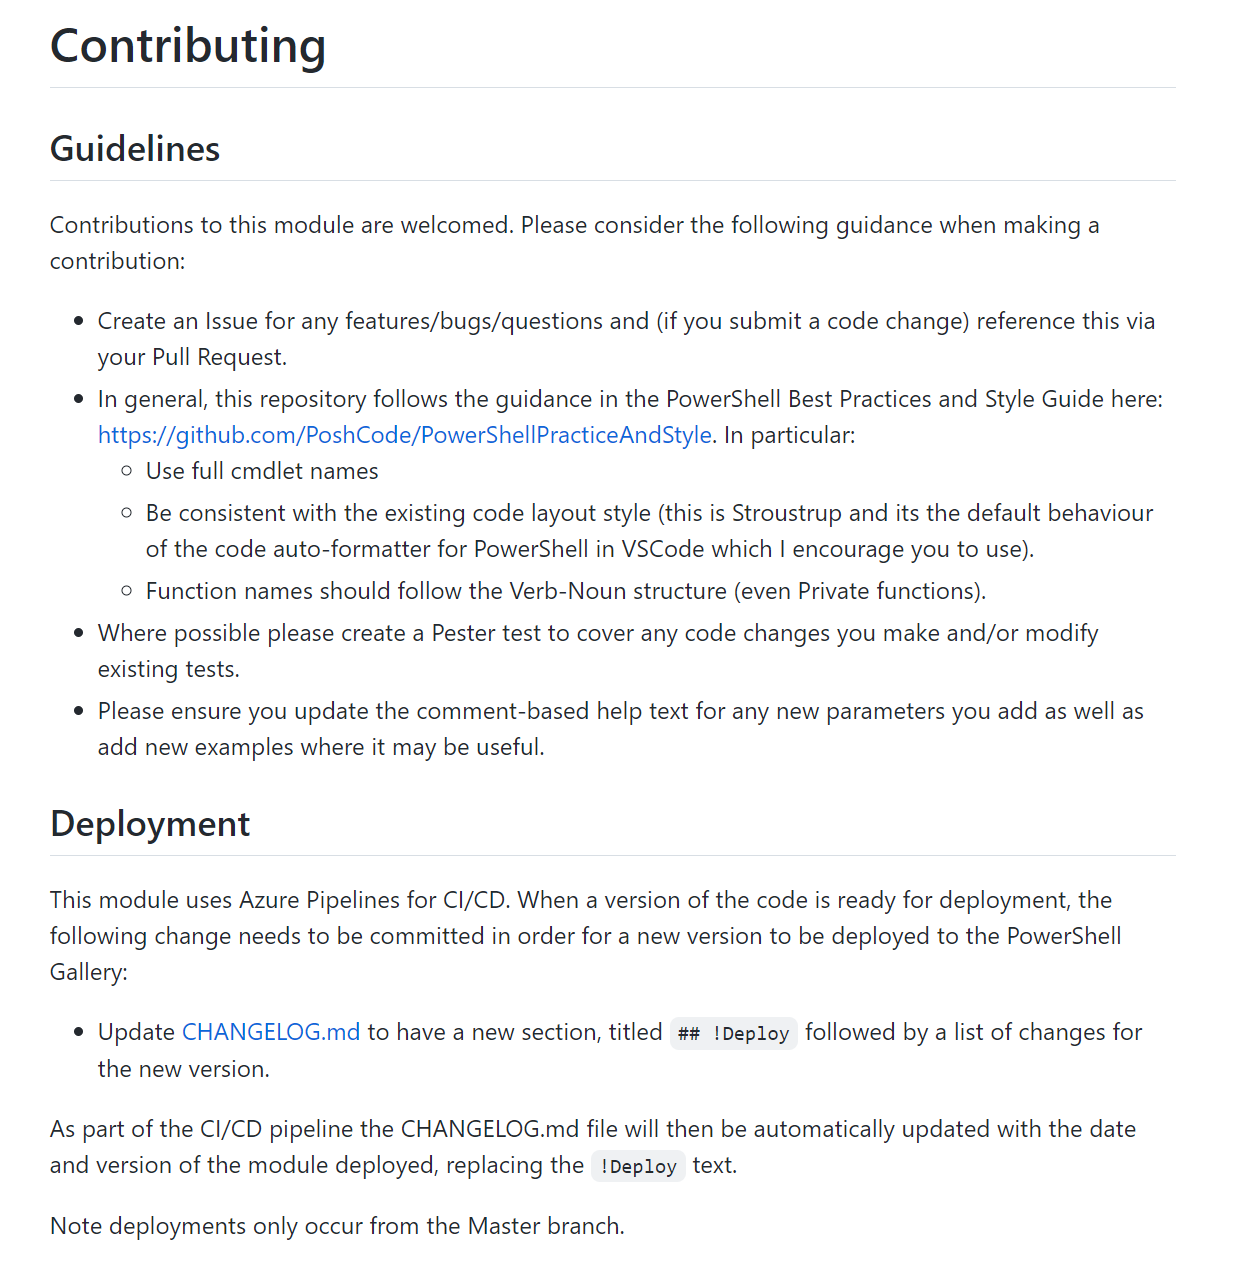 Contributing
Guidelines
Contributions to this module are welcomed. Please consider the following guidance when making a
contribution:
Create an Issue for any features/bugs/questions and (if you submit a code change) reference this via
your Pull Request.
In general, this repository follows the guidance in the PowerShell Best Practices and Style Guide here:
https://github.com/PoshCode/PowerShellPracticeAndStyle. In particular:
Use full cmdlet names
Be consistent with the existing code layout style (this is Stroustrup and its the default behaviour
of the code auto-formatter for PowerShell in VSCode which I encourage you to use).
Function names should follow the Verb-Noun structure (even Private functions).
Where possible please create a Pester test to cover any code changes you make and/or modify
existing tests.
Please ensure you update the comment-based help text for any new parameters you add as well as
add new examples where it may be useful.
Deployment
This module uses Azure Pipelines for CI/CD. When a version of the code is ready for deployment, the
following change needs to be committed in order for a new version to be deployed to the PowerShell
Gallery:
Update CHANGELOG.md to have a new section, titled ## !Deploy followed by a list of changes for
the new version.
As part of the CI/CD pipeline the CHANGELOG.md file will then be automatically updated with the date
and version of the module deployed, replacing the !Deploy text.
Note deployments only occur from the Master branch.